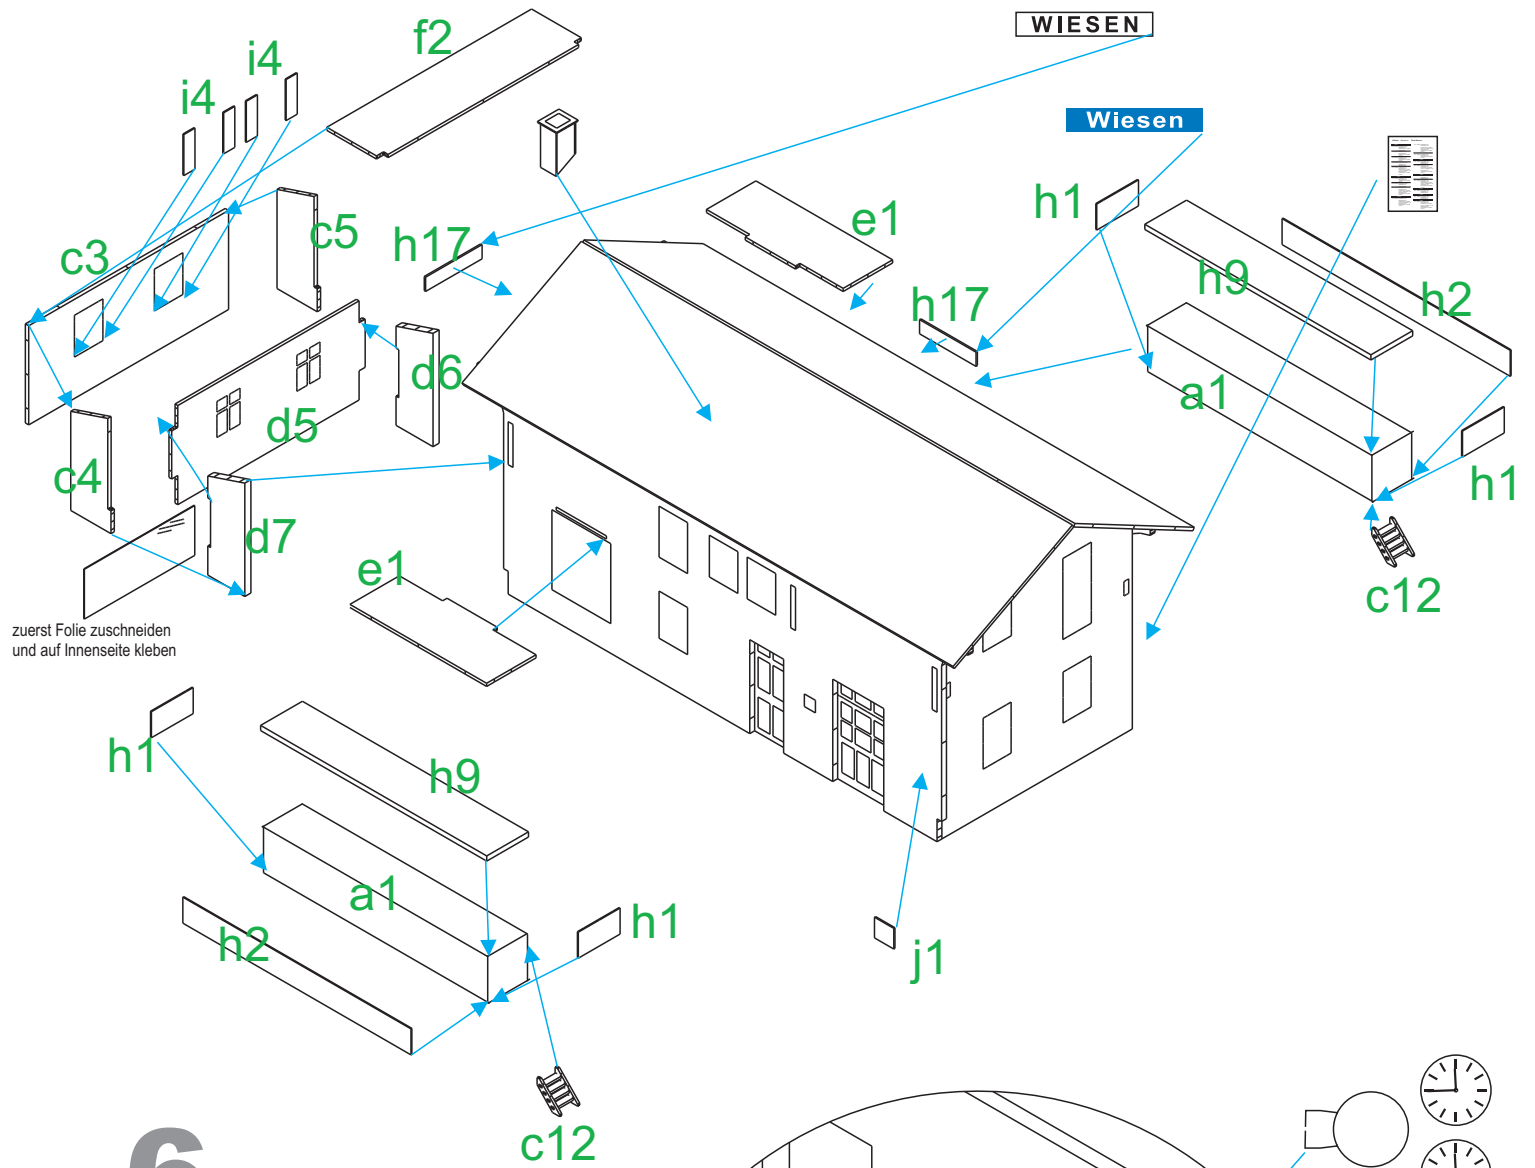 f2
WIESEN
i4
i4
Wiesen
h1
e1
c5
h17
c3
h9
h2
h17
d6
a1
d5
c4
h1
d7
e1
c12
zuerst Folie zuschneiden
und auf Innenseite kleben
h1
h9
a1
h1
h2
j1
c12
6